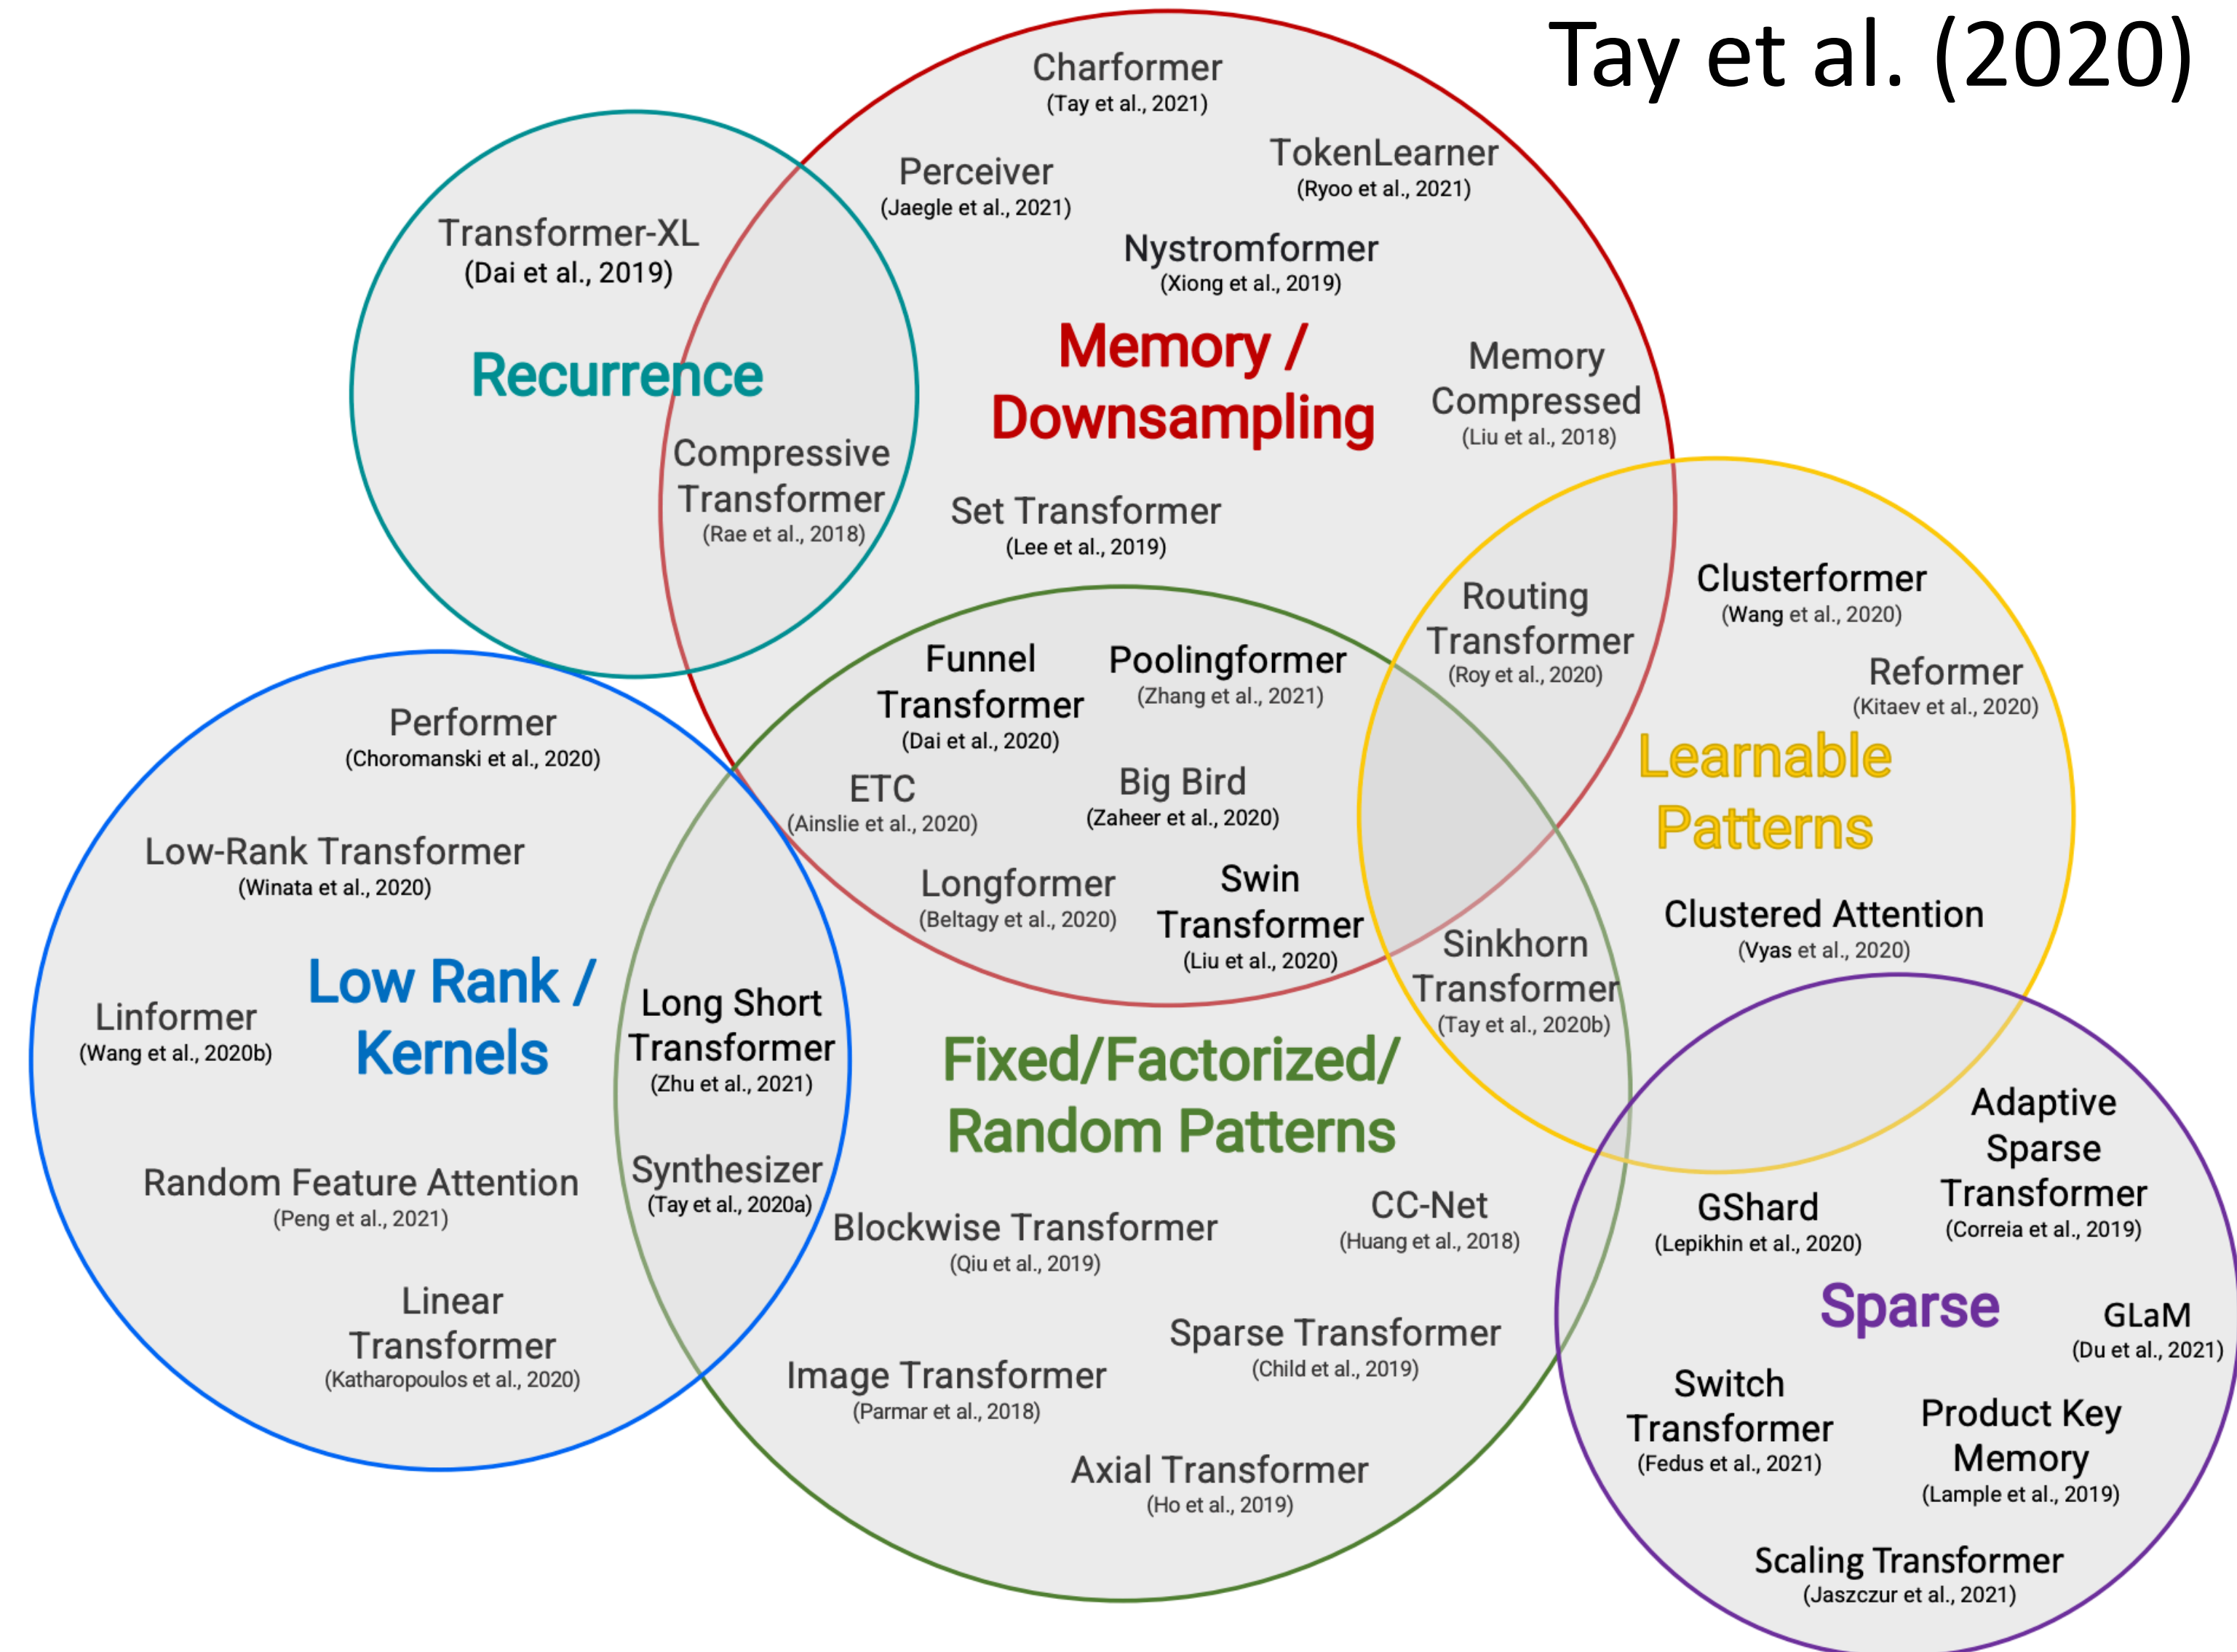 Tay et al. (2020)
Charformer
(Tay et al., 2021)
TokenLearner
(Ryoo et al., 2021)
Perceiver
(Jaegle et al., 2021)
Nystromformer
(Xiong et al., 2019)
Memory /
Downsampling
Memory
Compressed
(Liu et al., 2018)
Set Transformer
(Lee et al., 2019)
Transformer-XL
(Dai et al., 2019)
Recurrence
Compressive
Transformer
(Rae et al., 2018)
Funnel
Transformer
(Dai et al., 2020)
Poolingformer
(Zhang et al., 2021)
ETC
(Ainslie et al., 2020)
Big Bird
(Zaheer et al., 2020)
Longformer
(Beltagy et al., 2020)
Swin
Transformer
(Liu et al., 2020)
Routing
Transformer
(Roy et al., 2020)
Clusterformer
(Wang et al., 2020)
Reformer
(Kitaev et al., 2020)
Learnable
Patterns
Clustered Attention
(Vyas et al., 2020)
Sinkhorn
Transformer
(Tay et al., 2020b)
Performer
(Choromanski et al., 2020)
Low-Rank Transformer
(Winata et al., 2020)
Low Rank /
Kernels
Linformer
(Wang et al., 2020b)
Random Feature Attention
(Peng et al., 2021)
Linear
Transformer
(Katharopoulos et al., 2020)
Long Short
Transformer
(Zhu et al., 2021)
Synthesizer
(Tay et al., 2020a)
Fixed/Factorized/
Random Patterns
Blockwise Transformer
(Qiu et al., 2019)
CC-Net
(Huang et al., 2018)
Sparse Transformer
(Child et al., 2019)
Image Transformer
(Parmar et al., 2018)
Axial Transformer
(Ho et al., 2019)
Adaptive
Sparse
Transformer
(Correia et al., 2019)
GShard
(Lepikhin et al., 2020)
Sparse
GLaM
(Du et al., 2021)
Switch
Transformer
(Fedus et al., 2021)
Product Key
Memory
(Lample et al., 2019)
Scaling Transformer
(Jaszczur et al., 2021)